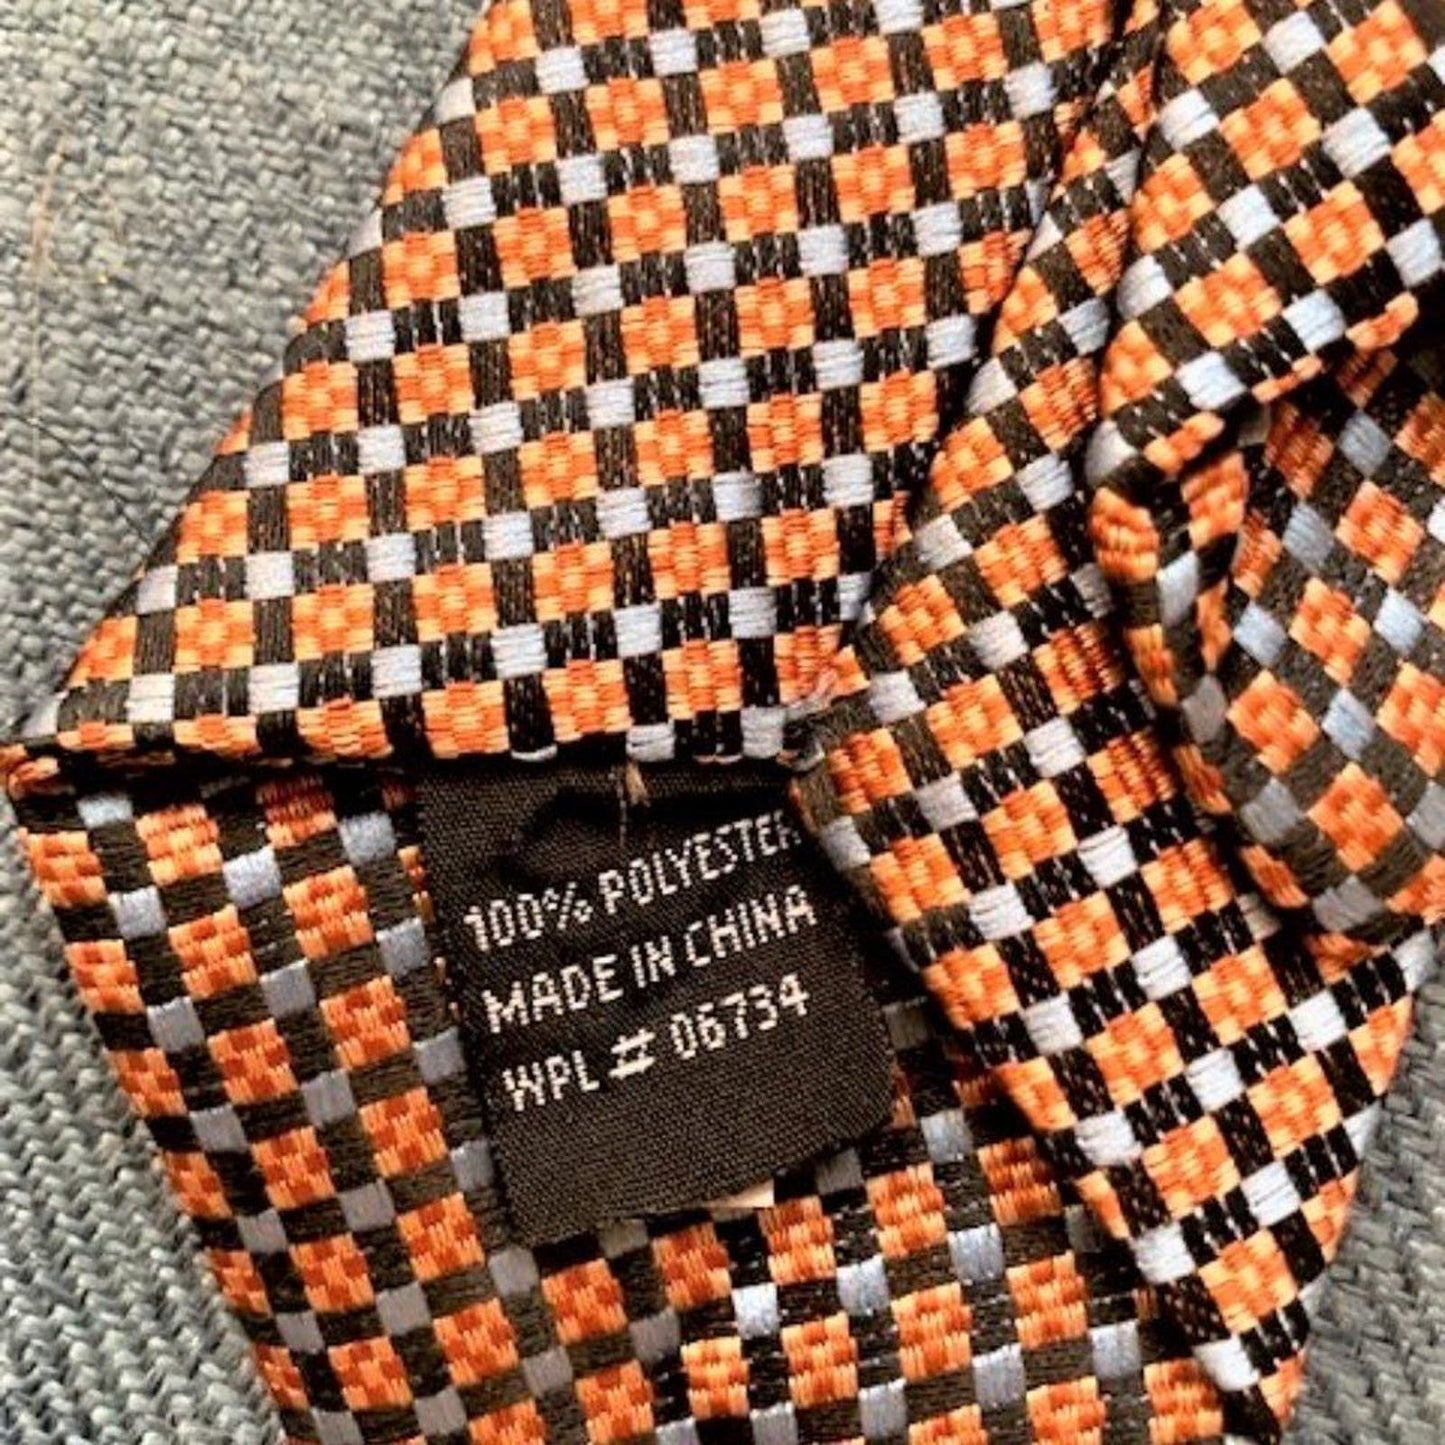 100% POLYESTER
MADE IN CHINA
WPL # 06734